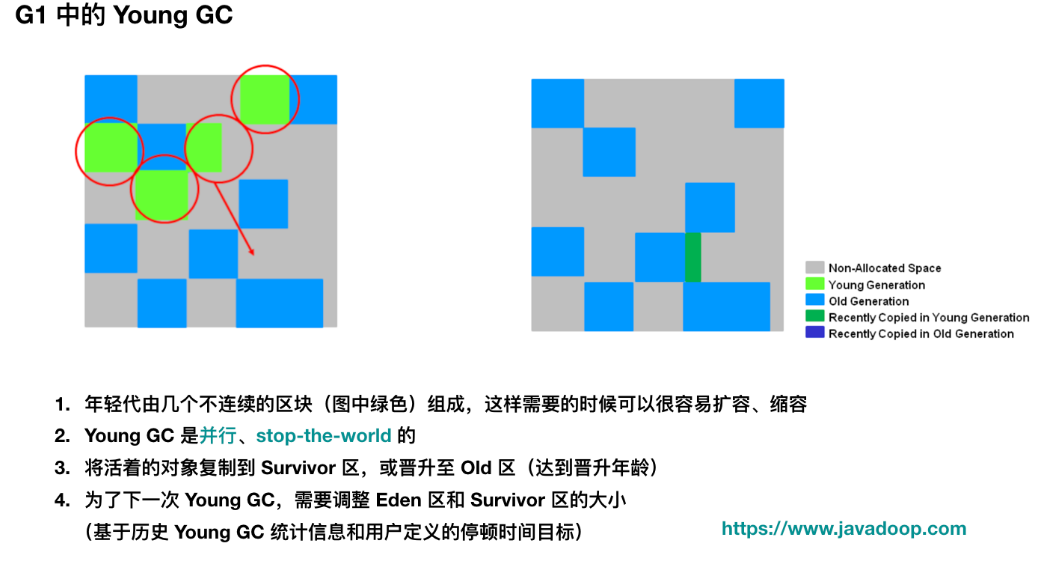 G1 中的 Young GC
Non-Allocated Space
Young Generation
Old Generation
Recently Copied in Young Generation
Recently Copied in Old Generation
1. 年轻代由几个不连续的区块（图中绿色）组成，这样需要的时候可以很容易扩容、缩容
2. Young GC 是并行、stop-the-world 的
3. 将活着的对象复制到 Survivor 区，或晋升至 Old 区（达到晋升年龄）
4. 为了下一次 Young GC，需要调整 Eden 区和 Survivor 区的大小
（基于历史 Young GC 统计信息和用户定义的停顿时间目标）
https://www.javadoop.com